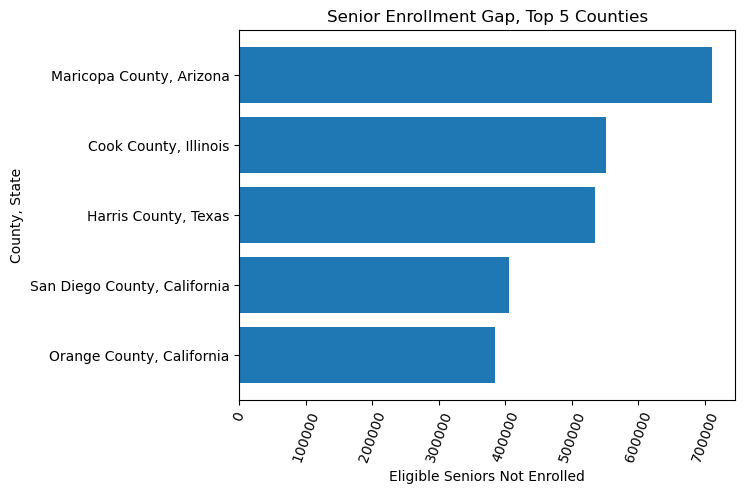 Senior Enrollment Gap, Top 5 Counties
County, State
Maricopa County, Arizona
Cook County, Illinois
Harris County, Texas
San Diego County, California
Orange County, California
0
100000
200000
300000
400000
500000
600000
700000
Eligible Seniors Not Enrolled